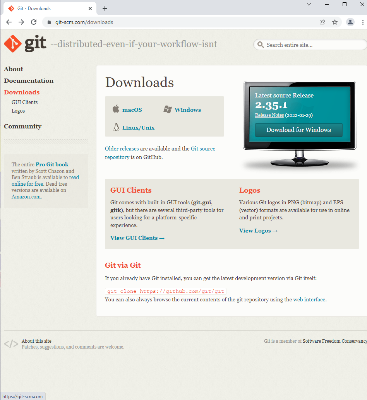 Git - Downloads
git-scm.com/downloads
git --distributed-even-if-your-workflow-isnt
Search entire site...
About
Documentation
Downloads
GUI Clients
Logos
Community
The entire Pro Git book
written by Scott Chacon and
Ben Straub is available to read
online for free. Dead tree
versions are available on
Amazon.com.
Downloads
macOS
Windows
Linux/Unix
Older releases are available and the Git source
repository is on GitHub.
Latest source Release
2.35.1
Release Notes (2022-01-29)
Download for Windows
GUI Clients
Git comes with built-in GUI tools (git-gui,
gitk), but there are several third-party tools for
users looking for a platform-specific
experience.
View GUI Clients →
Logos
Various Git logos in PNG (bitmap) and EPS
(vector) formats are available for use in online
and print projects.
View Logos →
Git via Git
If you already have Git installed, you can get the latest development version via Git itself:
git clone https://github.com/git/git
You can also always browse the current contents of the git repository using the web interface.
About this site
Patches, suggestions, and comments are welcome.
Git is a member of Software Freedom Conservancy
https://git-scm.com